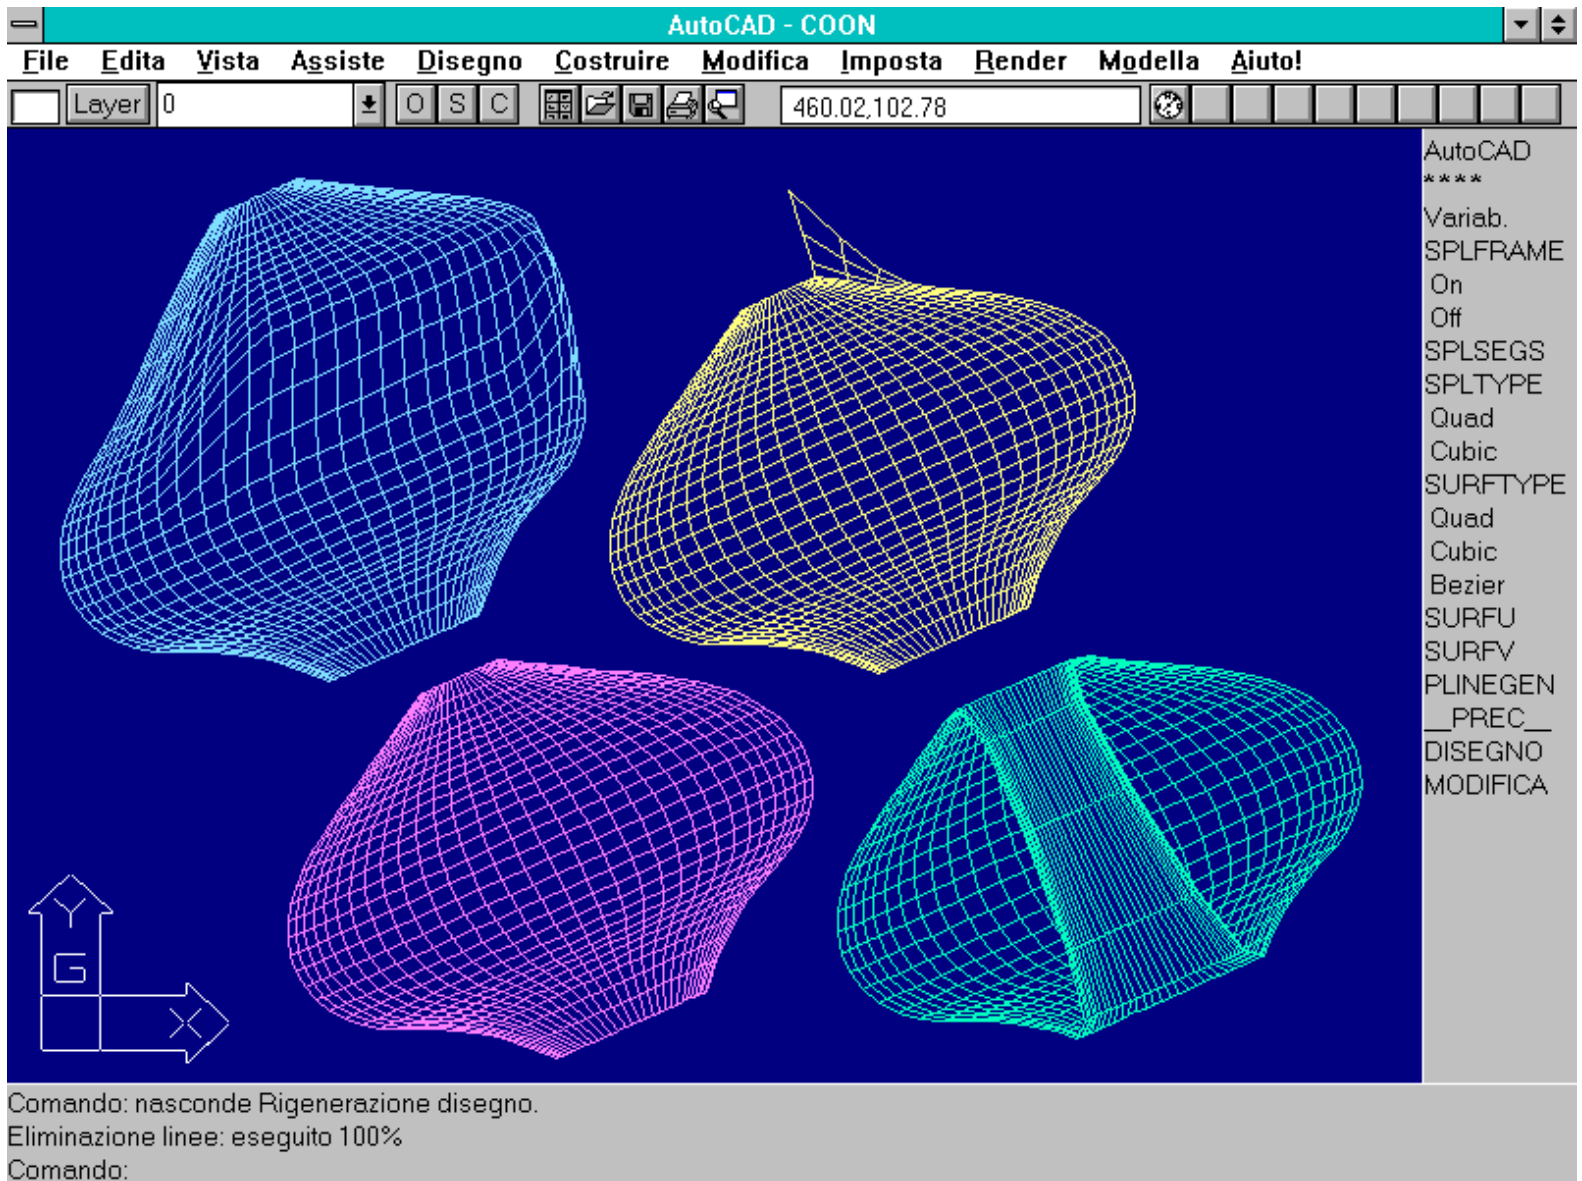 AutoCAD - COON
File Edita Vista Assiste Disegno Costruire Modifica Imposta Render Modella Aiuto!
Layer 0 O S C 460.02,102.78
AutoCAD
* * * *
Variab.
SPLFRAME
On
Off
SPLSEGS
SPLTYPE
Quad
Cubic
SURFTYPE
Quad
Cubic
Bezier
SURFU
SURFV
PLINEGEN
__PREC__
DISEGNO
MODIFICA
Y
G
X
Comando: nasconde Rigenerazione disegno.
Eliminazione linee: eseguito 100%
Comando: